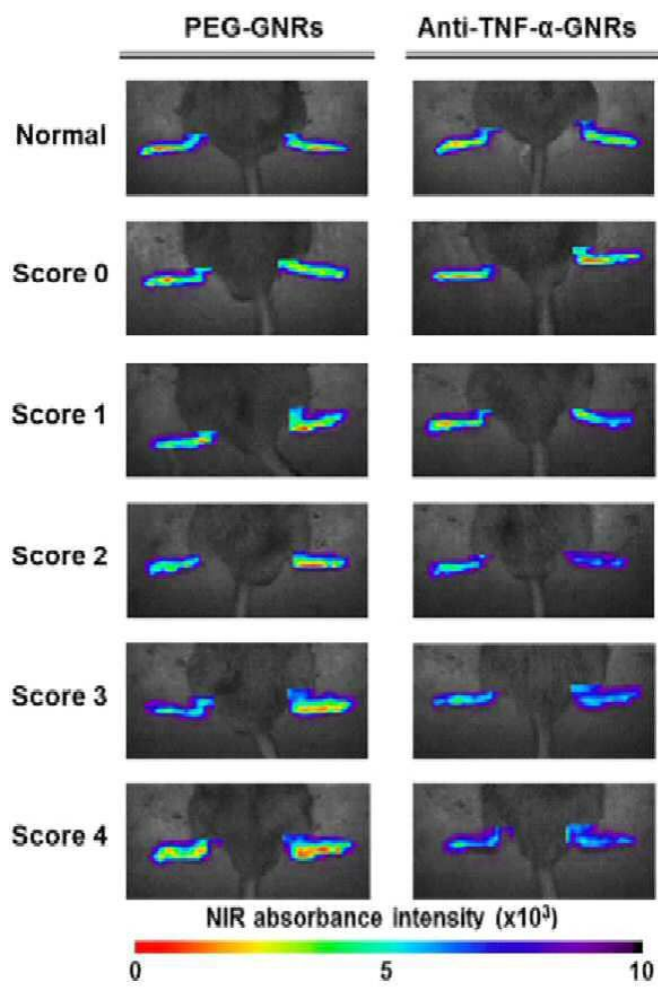 PEG-GNRs Anti-TNF-α-GNRs
Normal
Score 0
Score 1
Score 2
Score 3
Score 4
NIR absorbance intensity (x10³)
0 5 10